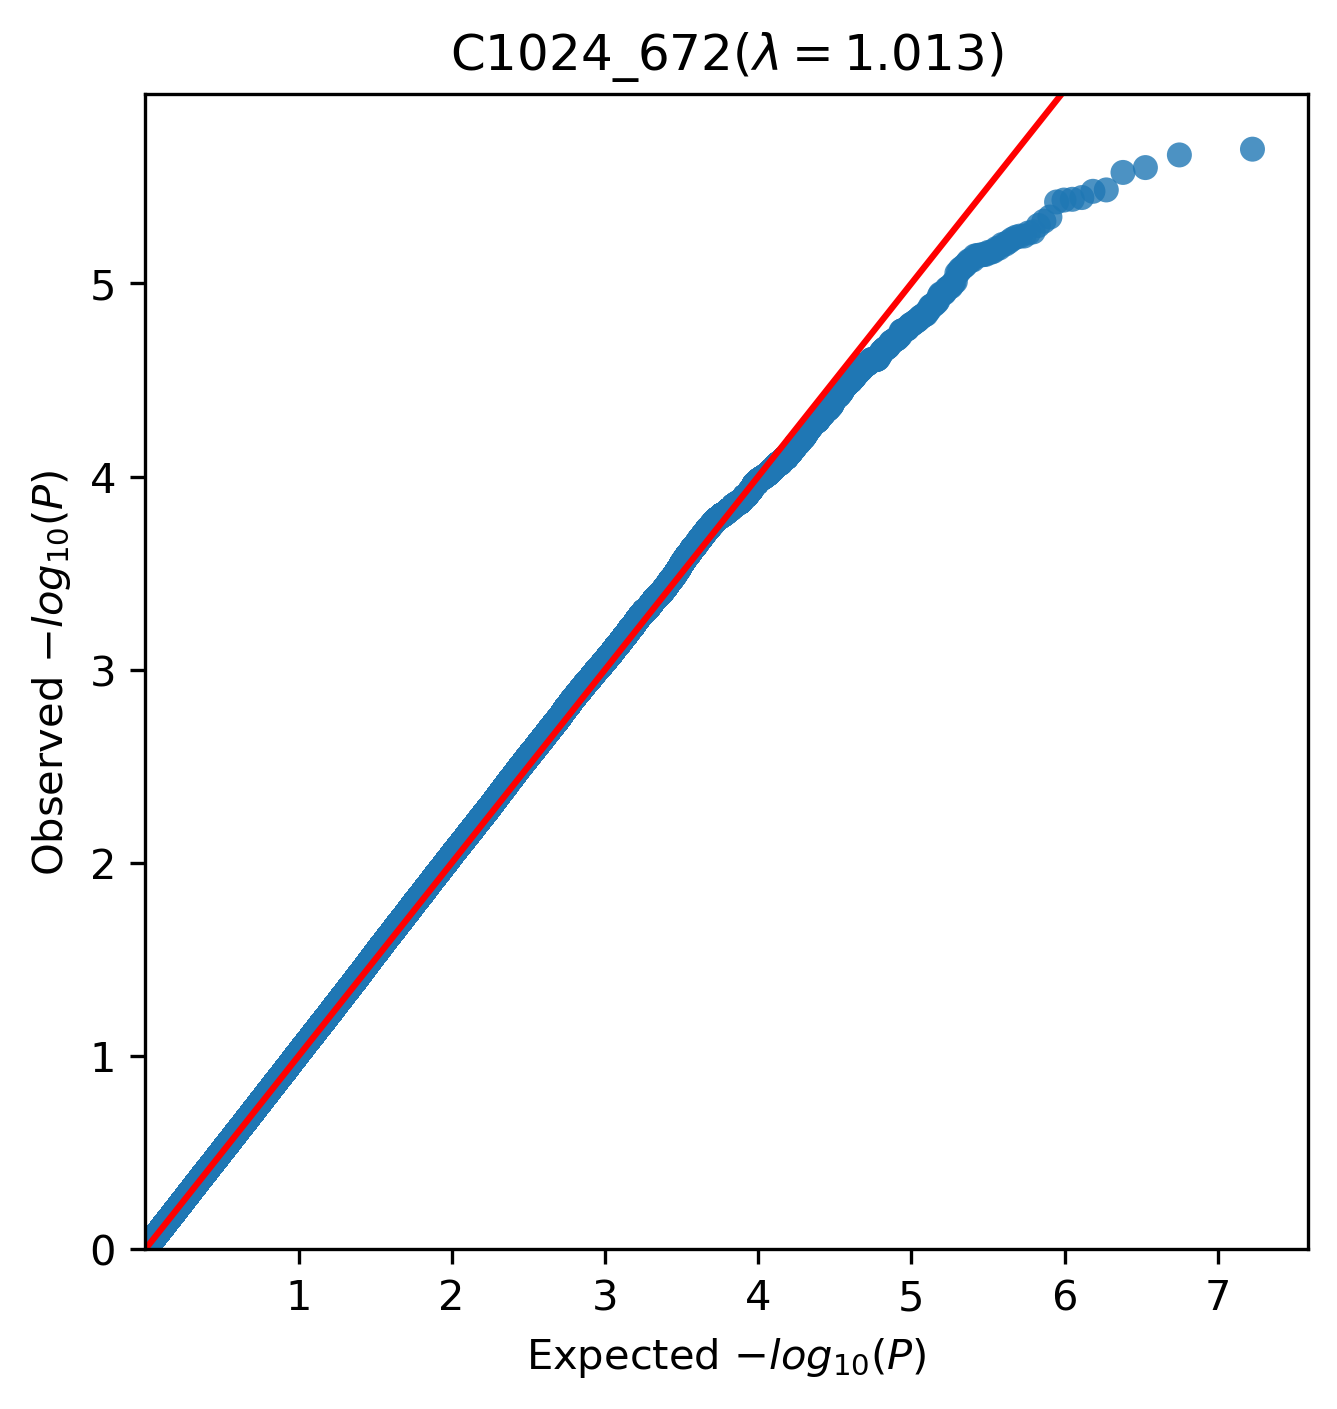 C1024_672(λ = 1.013)
Observed −log₁₀(P)
5
4
3
2
1
0
1 2 3 4 5 6 7
Expected −log₁₀(P)